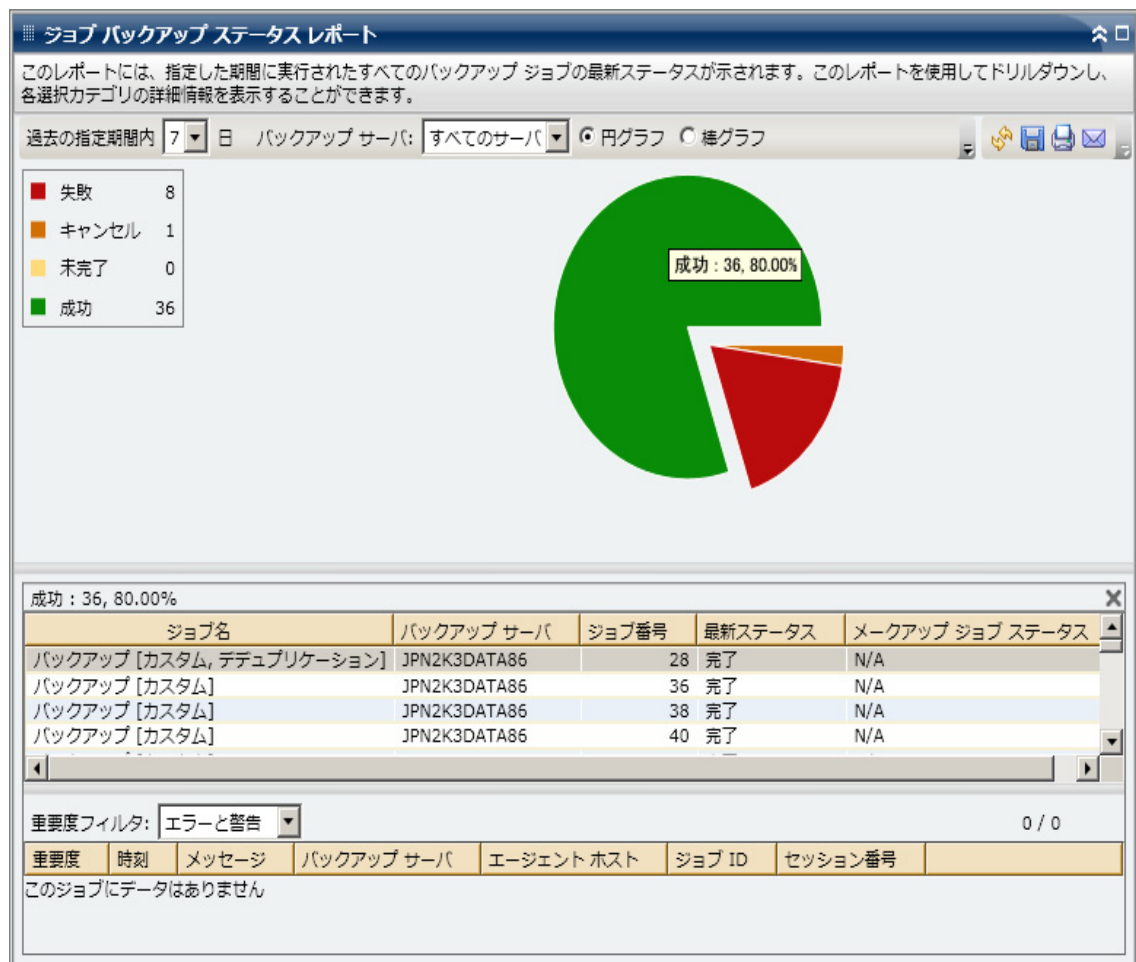 ジョブ バックアップ ステータス レポート
このレポートには、指定した期間に実行されたすべてのバックアップ ジョブの最新ステータスが示されます。このレポートを使用してドリルダウンし、
各選択カテゴリの詳細情報を表示することができます。
過去の指定期間内 7 日 バックアップ サーバ: すべてのサーバ 円グラフ 棒グラフ
失敗 8
キャンセル 1
未完了 0
成功 36
成功 : 36, 80.00%
成功 : 36, 80.00%
ジョブ名 バックアップ サーバ ジョブ番号 最新ステータス メークアップ ジョブ ステータス
バックアップ [カスタム, デデュプリケーション] JPN2K3DATA86 28 完了 N/A
バックアップ [カスタム] JPN2K3DATA86 36 完了 N/A
バックアップ [カスタム] JPN2K3DATA86 38 完了 N/A
バックアップ [カスタム] JPN2K3DATA86 40 完了 N/A
重要度フィルタ: エラーと警告 0 / 0
重要度 時刻 メッセージ バックアップ サーバ エージェント ホスト ジョブ ID セッション番号
このジョブにデータはありません